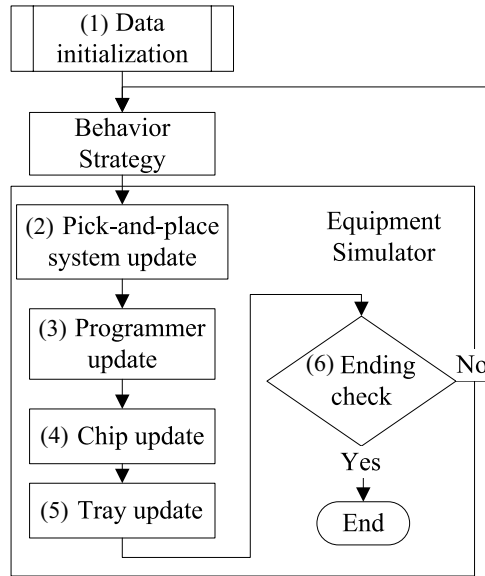 (1) Data
initialization
Behavior
Strategy
(2) Pick-and-place
system update
Equipment
Simulator
(3) Programmer
update
(4) Chip update
(5) Tray update
(6) Ending
check
No
Yes
End